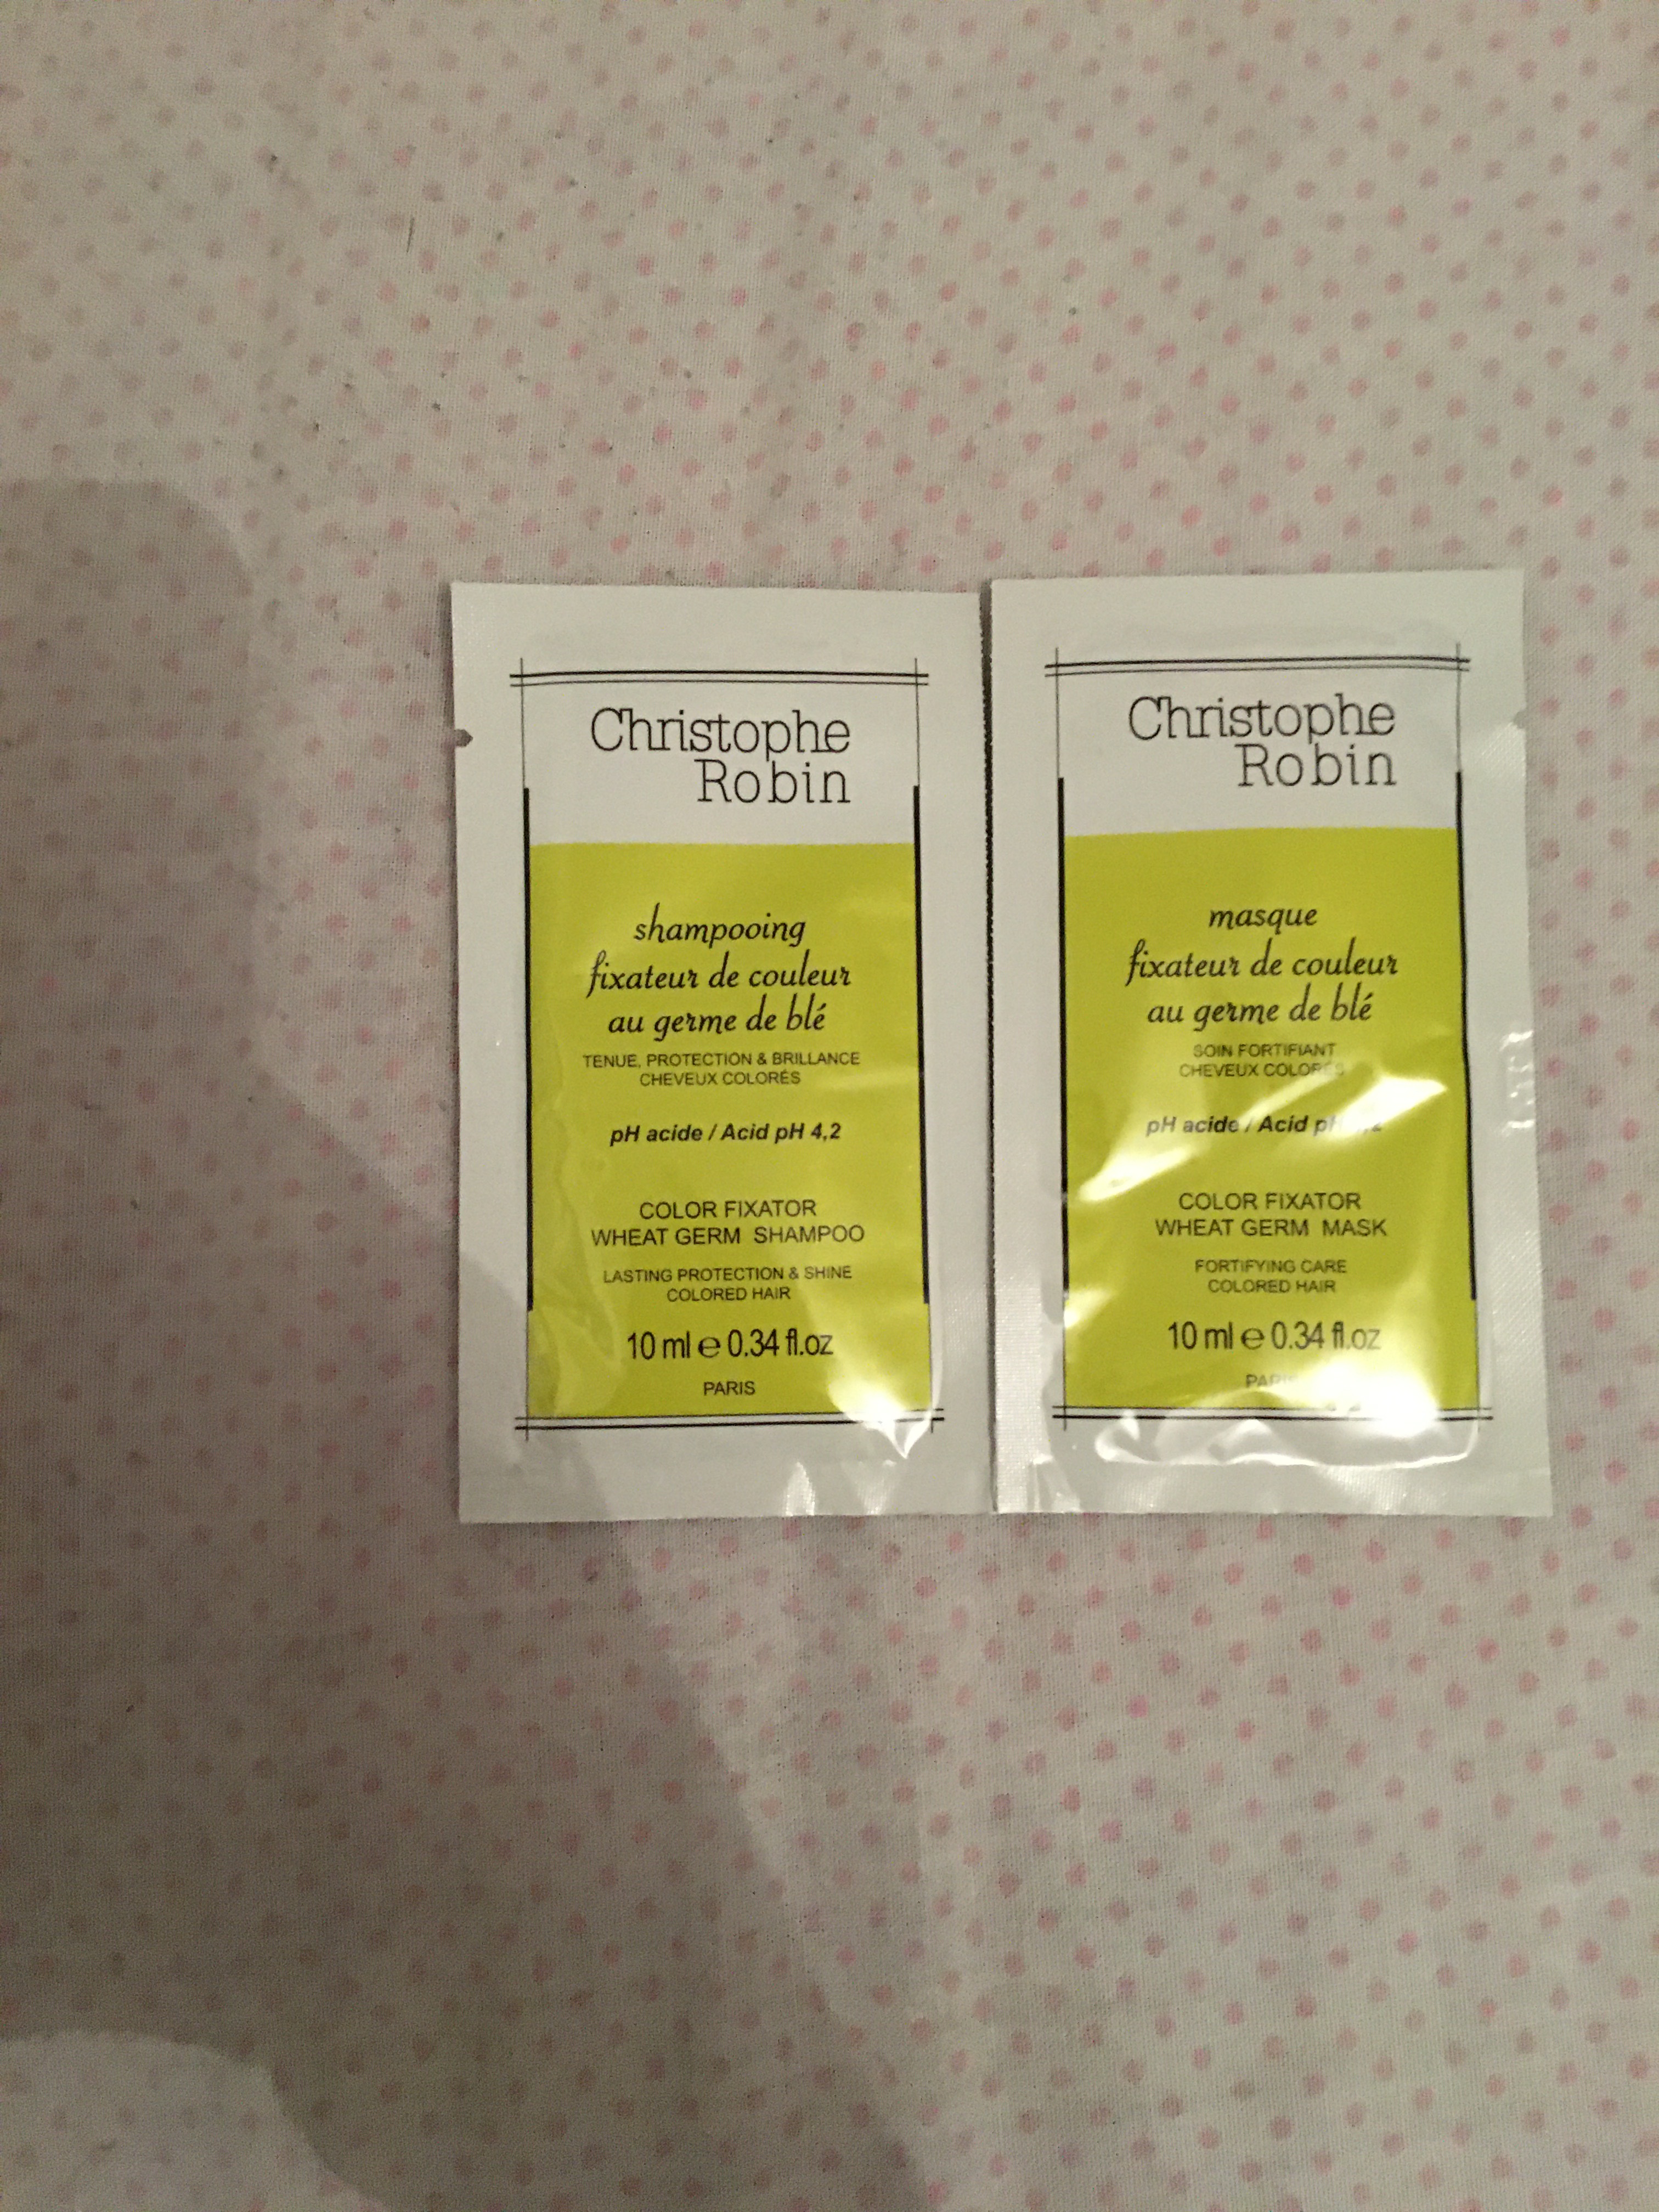 Christophe
Robin
shampooing
fixateur de couleur
au germe de blé
TENUE, PROTECTION & BRILLANCE
CHEVEUX COLORÉS
pH acide / Acid pH 4,2
COLOR FIXATOR
WHEAT GERM SHAMPOO
LASTING PROTECTION & SHINE
COLORED HAIR
10 ml e 0.34 fl.oz
PARIS
Christophe
Robin
masque
fixateur de couleur
au germe de blé
SOIN FORTIFIANT
CHEVEUX COLORÉS
pH acide / Acid pH
COLOR FIXATOR
WHEAT GERM MASK
FORTIFYING CARE
COLORED HAIR
10 ml e 0.34 fl.oz
PARIS